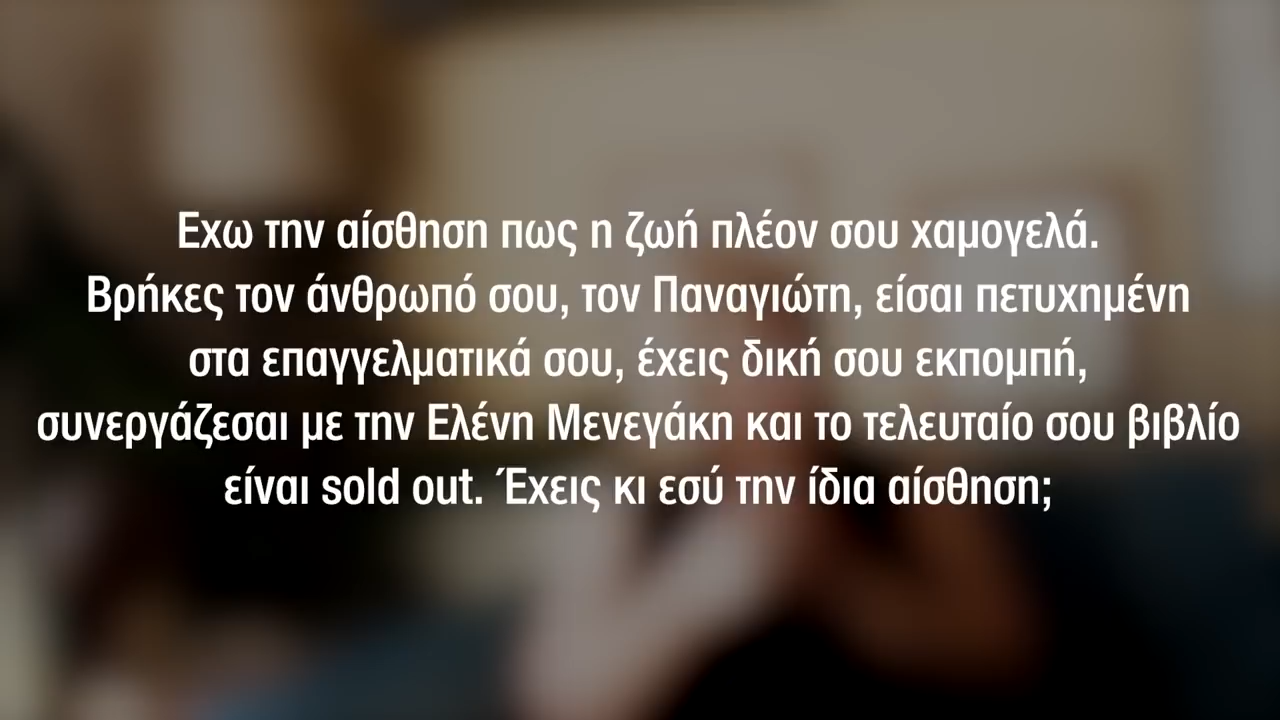 Εχω την αίσθηση πως η ζωή πλέον σου χαμογελά.
Βρήκες τον άνθρωπό σου, τον Παναγιώτη, είσαι πετυχημένη
στα επαγγελματικά σου, έχεις δική σου εκπομπή,
συνεργάζεσαι με την Ελένη Μενεγάκη και το τελευταίο σου βιβλίο
είναι sold out. Έχεις κι εσύ την ίδια αίσθηση;